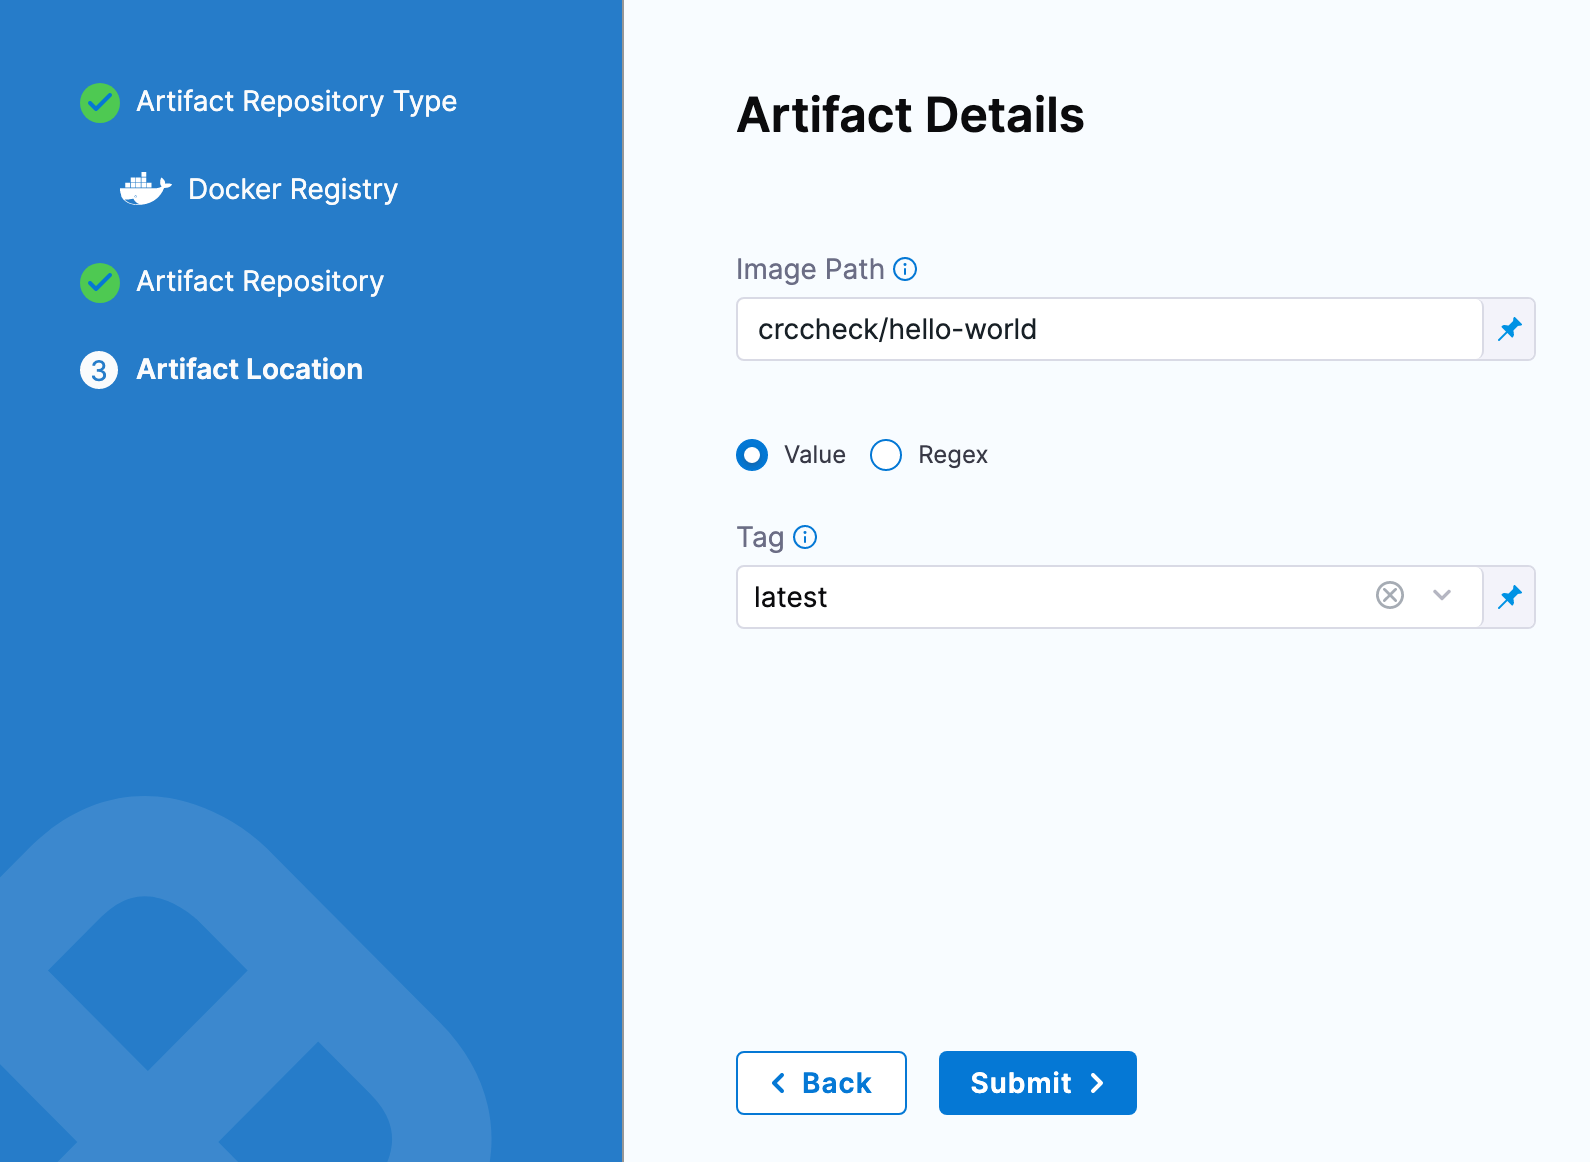 Artifact Repository Type
Docker Registry
Artifact Repository
3 Artifact Location
Artifact Details
Image Path
crccheck/hello-world
Value Regex
Tag
latest
Back Submit